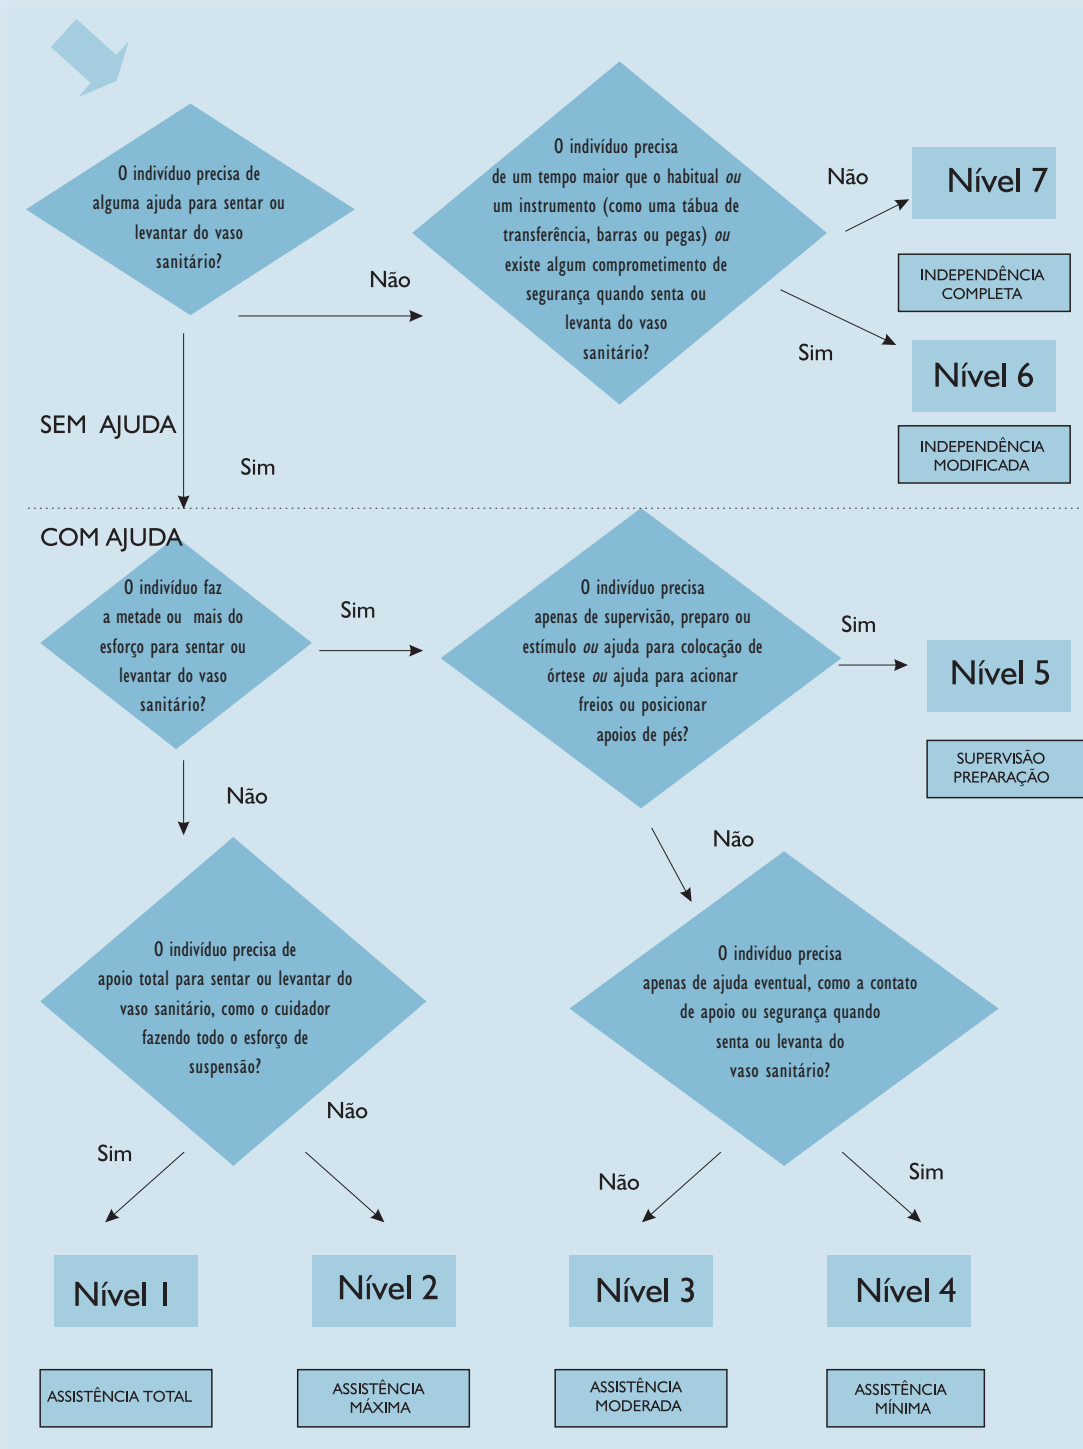 O indivíduo precisa de
alguma ajuda para sentar ou
levantar do vaso
sanitário?
Não
O indivíduo precisa
de um tempo maior que o habitual ou
um instrumento (como uma tábua de
transferência, barras ou pegas) ou
existe algum comprometimento de
segurança quando senta ou
levanta do vaso
sanitário?
Não
Nível 7
INDEPENDÊNCIA
COMPLETA
Sim
Nível 6
INDEPENDÊNCIA
MODIFICADA
SEM AJUDA
Sim
COM AJUDA
O indivíduo faz
a metade ou mais do
esforço para sentar ou
levantar do vaso
sanitário?
Sim
O indivíduo precisa
apenas de supervisão, preparo ou
estímulo ou ajuda para colocação de
órtese ou ajuda para acionar
freios ou posicionar
apoios de pés?
Sim
Nível 5
SUPERVISÃO
PREPARAÇÃO
Não
Não
O indivíduo precisa de
apoio total para sentar ou levantar do
vaso sanitário, como o cuidador
fazendo todo o esforço de
suspensão?
O indivíduo precisa
apenas de ajuda eventual, como a contato
de apoio ou segurança quando
senta ou levanta do
vaso sanitário?
Sim
Não
Não
Sim
Nível 1
Nível 2
Nível 3
Nível 4
ASSISTÊNCIA TOTAL
ASSISTÊNCIA
MÁXIMA
ASSISTÊNCIA
MODERADA
ASSISTÊNCIA
MÍNIMA